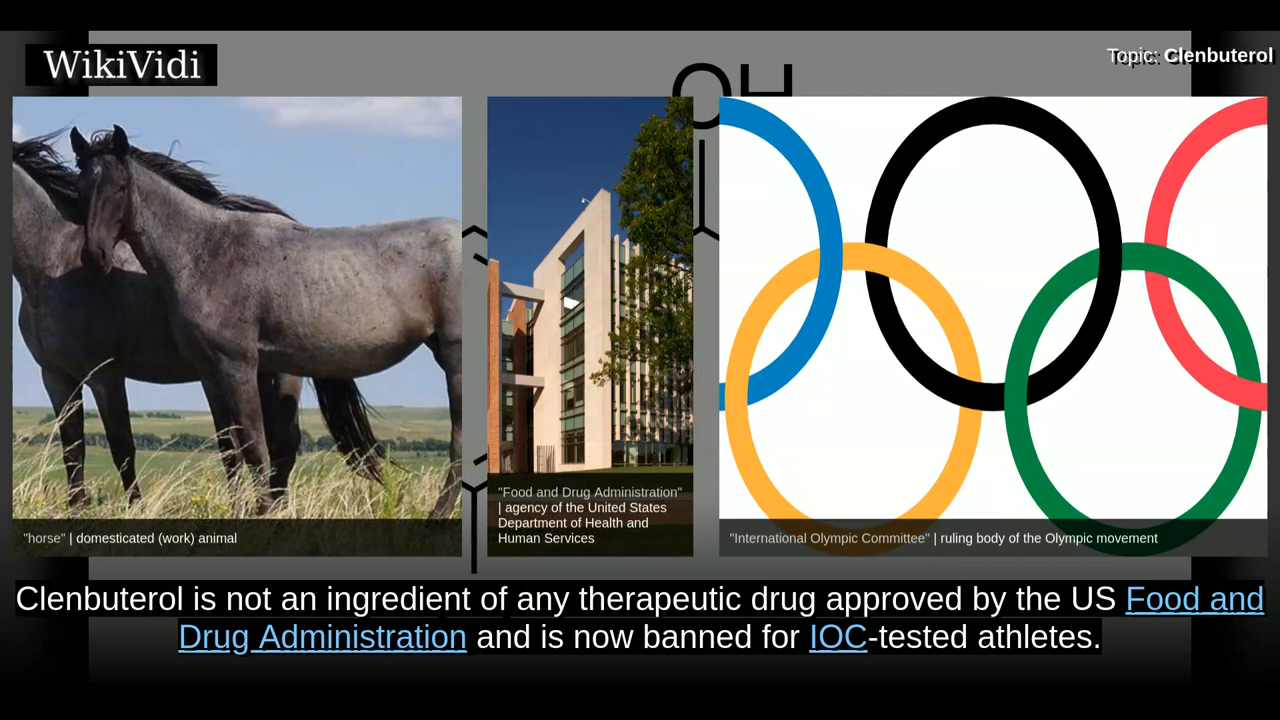 WikiVidi
Topic: Clenbuterol
OH
"horse" | domesticated (work) animal
"Food and Drug Administration"
| agency of the United States
Department of Health and
Human Services
"International Olympic Committee" | ruling body of the Olympic movement
Clenbuterol is not an ingredient of any therapeutic drug approved by the US Food and
Drug Administration and is now banned for IOC-tested athletes.